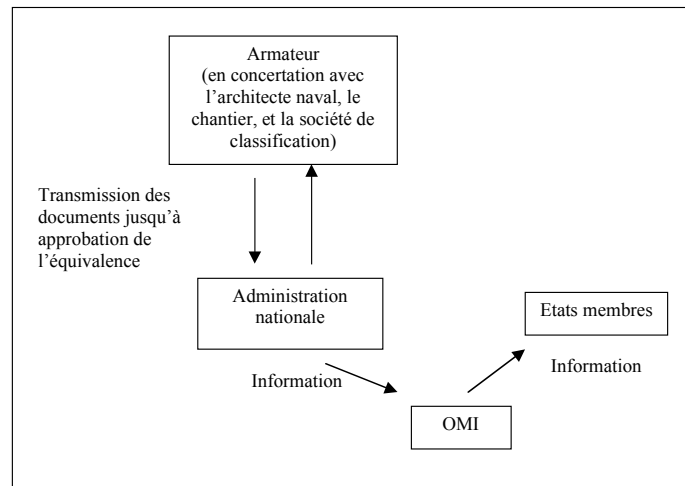 Armateur
(en concertation avec
l’architecte naval, le
chantier, et la société de
classification)
Transmission des
documents jusqu’à
approbation de
l’équivalence
Administration
nationale
Etats membres
Information
Information
OMI